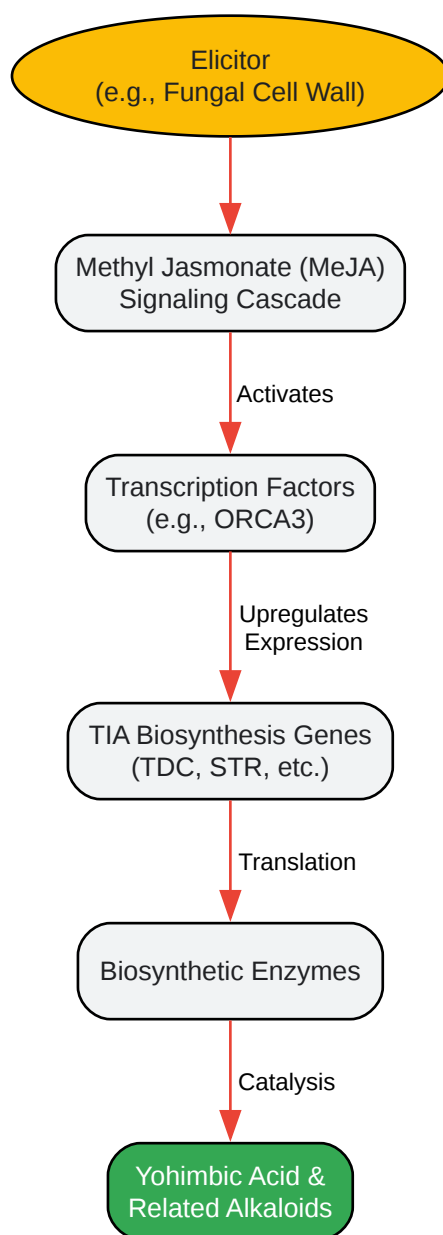 Elicitor
(e.g., Fungal Cell Wall)
Methyl Jasmonate (MeJA)
Signaling Cascade
Activates
Transcription Factors
(e.g., ORCA3)
Upregulates
Expression
TIA Biosynthesis Genes
(TDC, STR, etc.)
Translation
Biosynthetic Enzymes
Catalysis
Yohimbic Acid &
Related Alkaloids